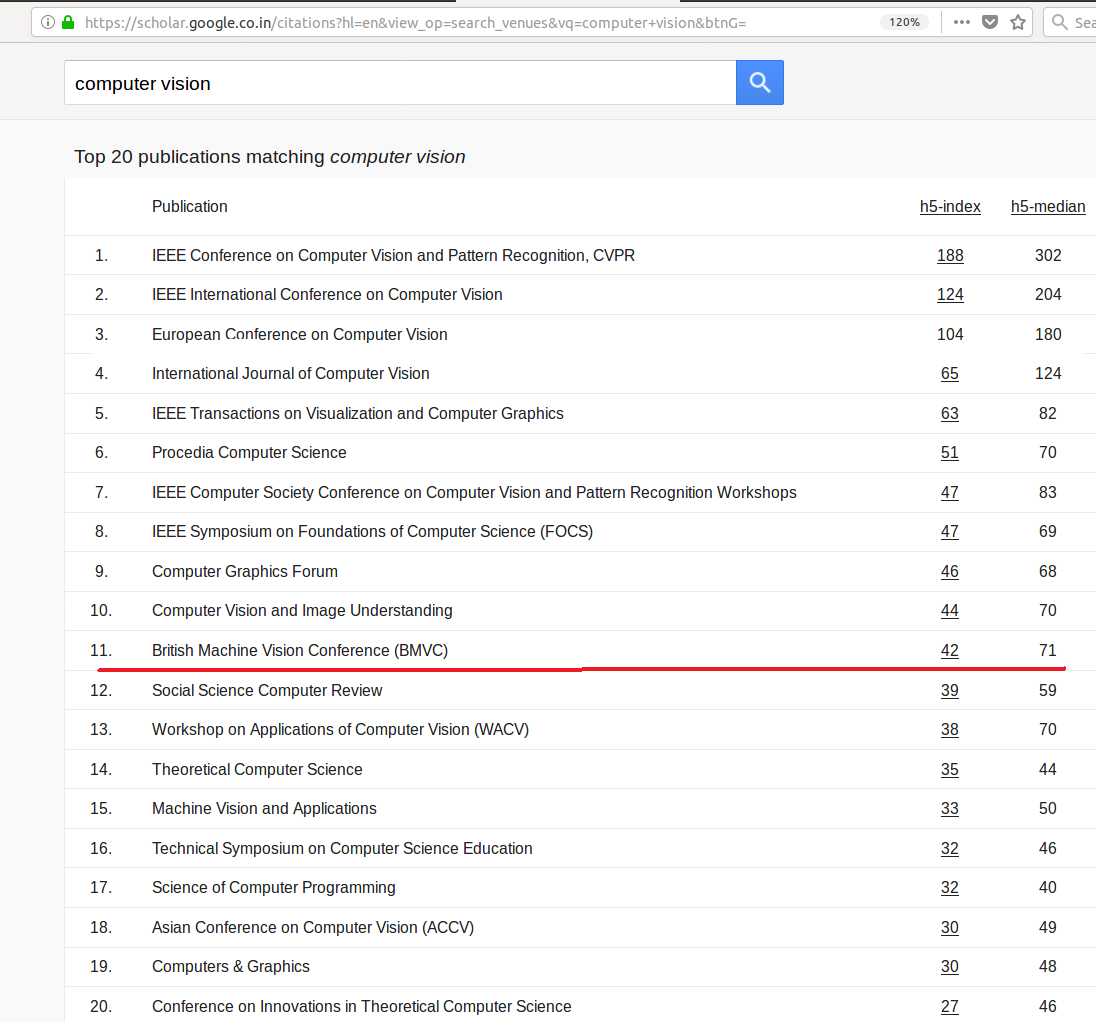 https://scholar.google.co.in/citations?hl=en&view_op=search_venues&vq=computer+vision&btnG= 120% Sea
computer vision
Top 20 publications matching computer vision
Publication h5-index h5-median
1. IEEE Conference on Computer Vision and Pattern Recognition, CVPR 188 302
2. IEEE International Conference on Computer Vision 124 204
3. European Conference on Computer Vision 104 180
4. International Journal of Computer Vision 65 124
5. IEEE Transactions on Visualization and Computer Graphics 63 82
6. Procedia Computer Science 51 70
7. IEEE Computer Society Conference on Computer Vision and Pattern Recognition Workshops 47 83
8. IEEE Symposium on Foundations of Computer Science (FOCS) 47 69
9. Computer Graphics Forum 46 68
10. Computer Vision and Image Understanding 44 70
11. British Machine Vision Conference (BMVC) 42 71
12. Social Science Computer Review 39 59
13. Workshop on Applications of Computer Vision (WACV) 38 70
14. Theoretical Computer Science 35 44
15. Machine Vision and Applications 33 50
16. Technical Symposium on Computer Science Education 32 46
17. Science of Computer Programming 32 40
18. Asian Conference on Computer Vision (ACCV) 30 49
19. Computers & Graphics 30 48
20. Conference on Innovations in Theoretical Computer Science 27 46